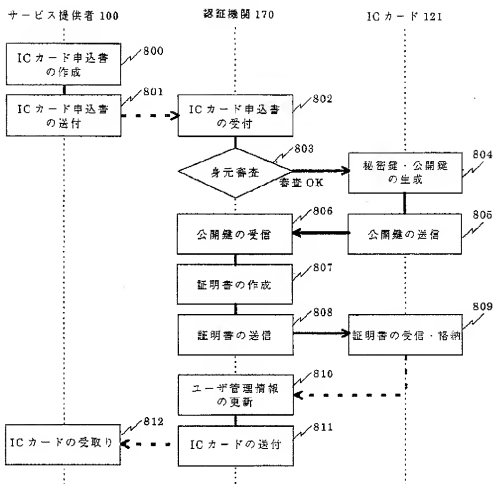 サービス提供者 100
認証機関 170
ICカード 121
800
ICカード申込書
の作成
801
ICカード申込書
の送付
802
ICカード申込書
の受付
803
身元審査
審査OK
804
秘密鍵・公開鍵
の生成
805
公開鍵の送信
806
公開鍵の受信
807
証明書の作成
808
証明書の送信
809
証明書の受信・格納
810
ユーザ管理情報
の更新
811
ICカードの送付
812
ICカードの受取り